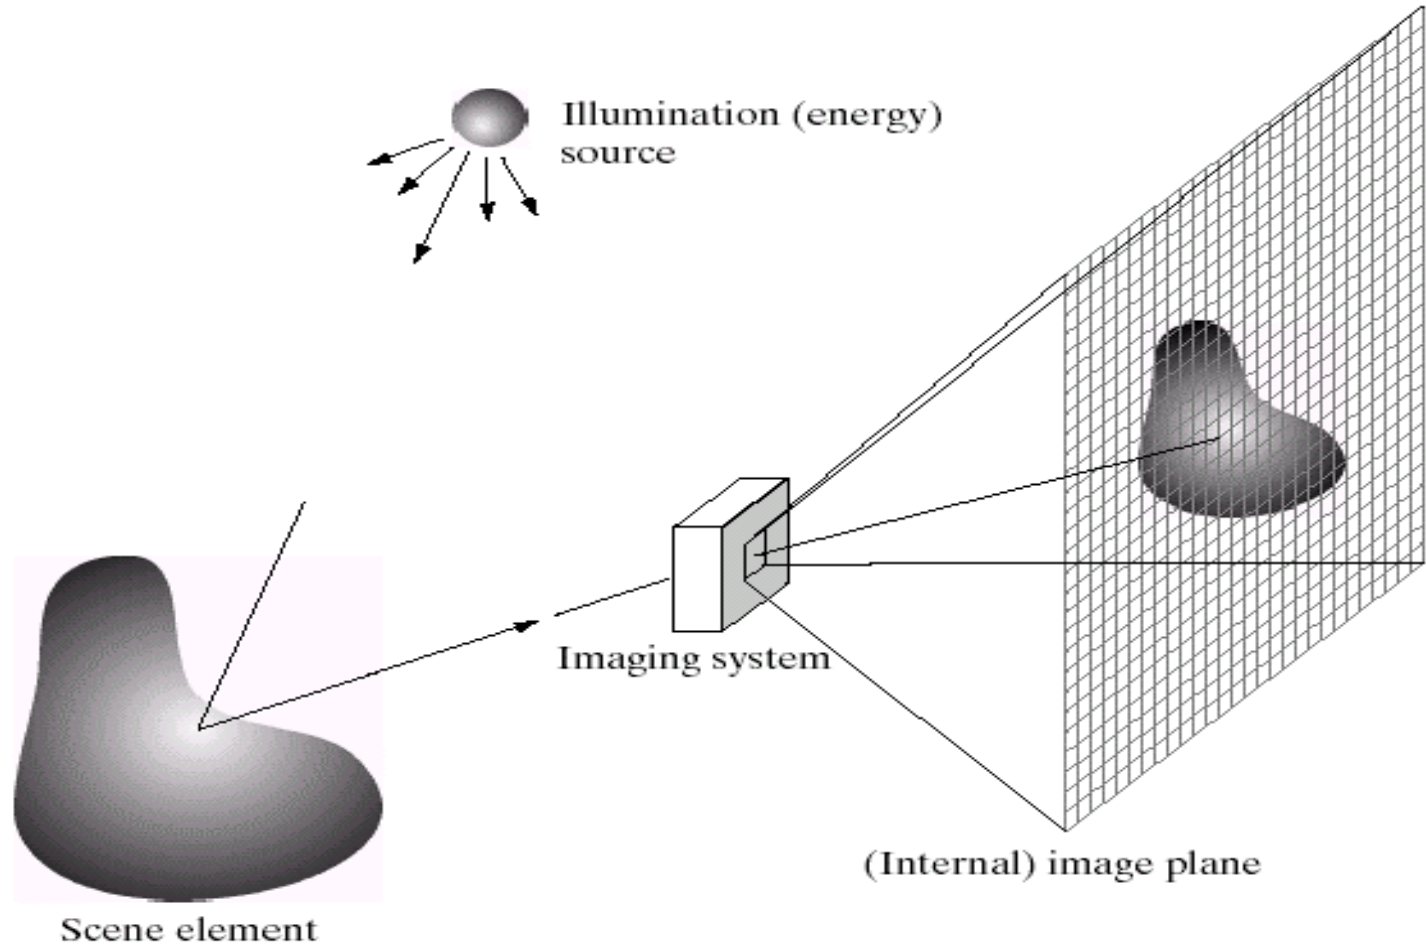 Illumination (energy)
source
Imaging system
(Internal) image plane
Scene element